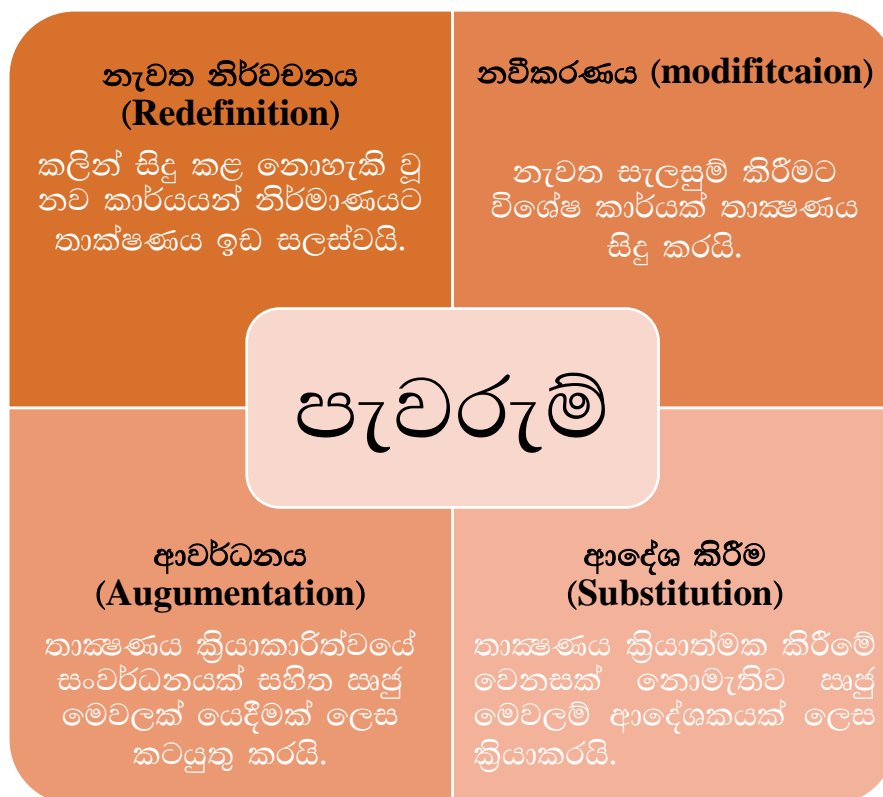 නැවත නිර්වචනය
(Redefinition)
කලින් සිදු කළ නොහැකි වූ
නව කාර්යයන් නිර්මාණයට
තාක්ෂණය ඉඩ සලස්වයි.
නවීකරණය (modifitcaion)
නැවත සැලසුම් කිරීමට
විශේෂ කාර්යක් තාක්‍ෂණය
සිදු කරයි.
පැවරුම්
ආවර්ධනය
(Augumentation)
තාක්‍ෂණය ක්‍රියාකාරිත්වයේ
සංවර්ධනයක් සහිත ඍජු
මෙවලක් යෙදීමක් ලෙස
කටයුතු කරයි.
ආදේශ කිරීම
(Substitution)
තාක්‍ෂණය ක්‍රියාත්මක කිරීමේ
වෙනසක් නොමැතිව ඍජු
මෙවලම් ආදේශකයක් ලෙස
ක්‍රියාකරයි.